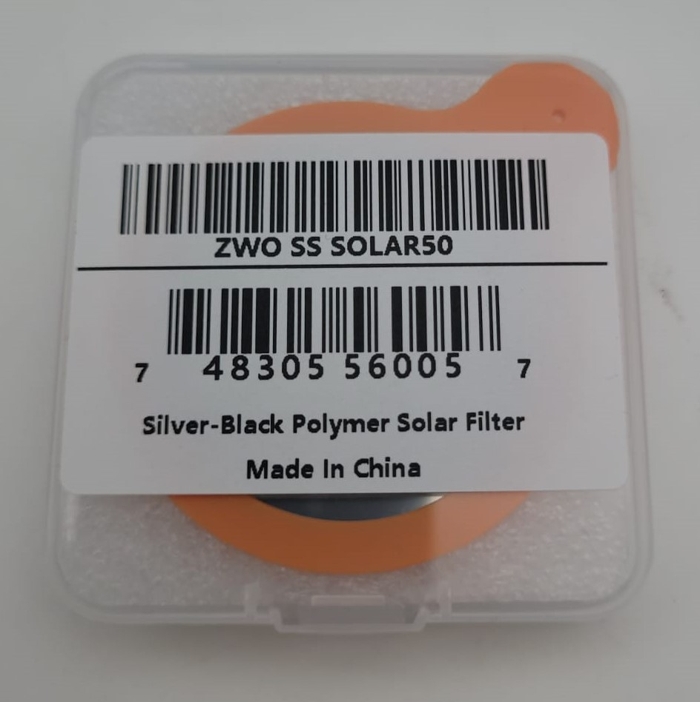 ZWO SS SOLAR50
7 48305 56005 7
Silver-Black Polymer Solar Filter
Made In China